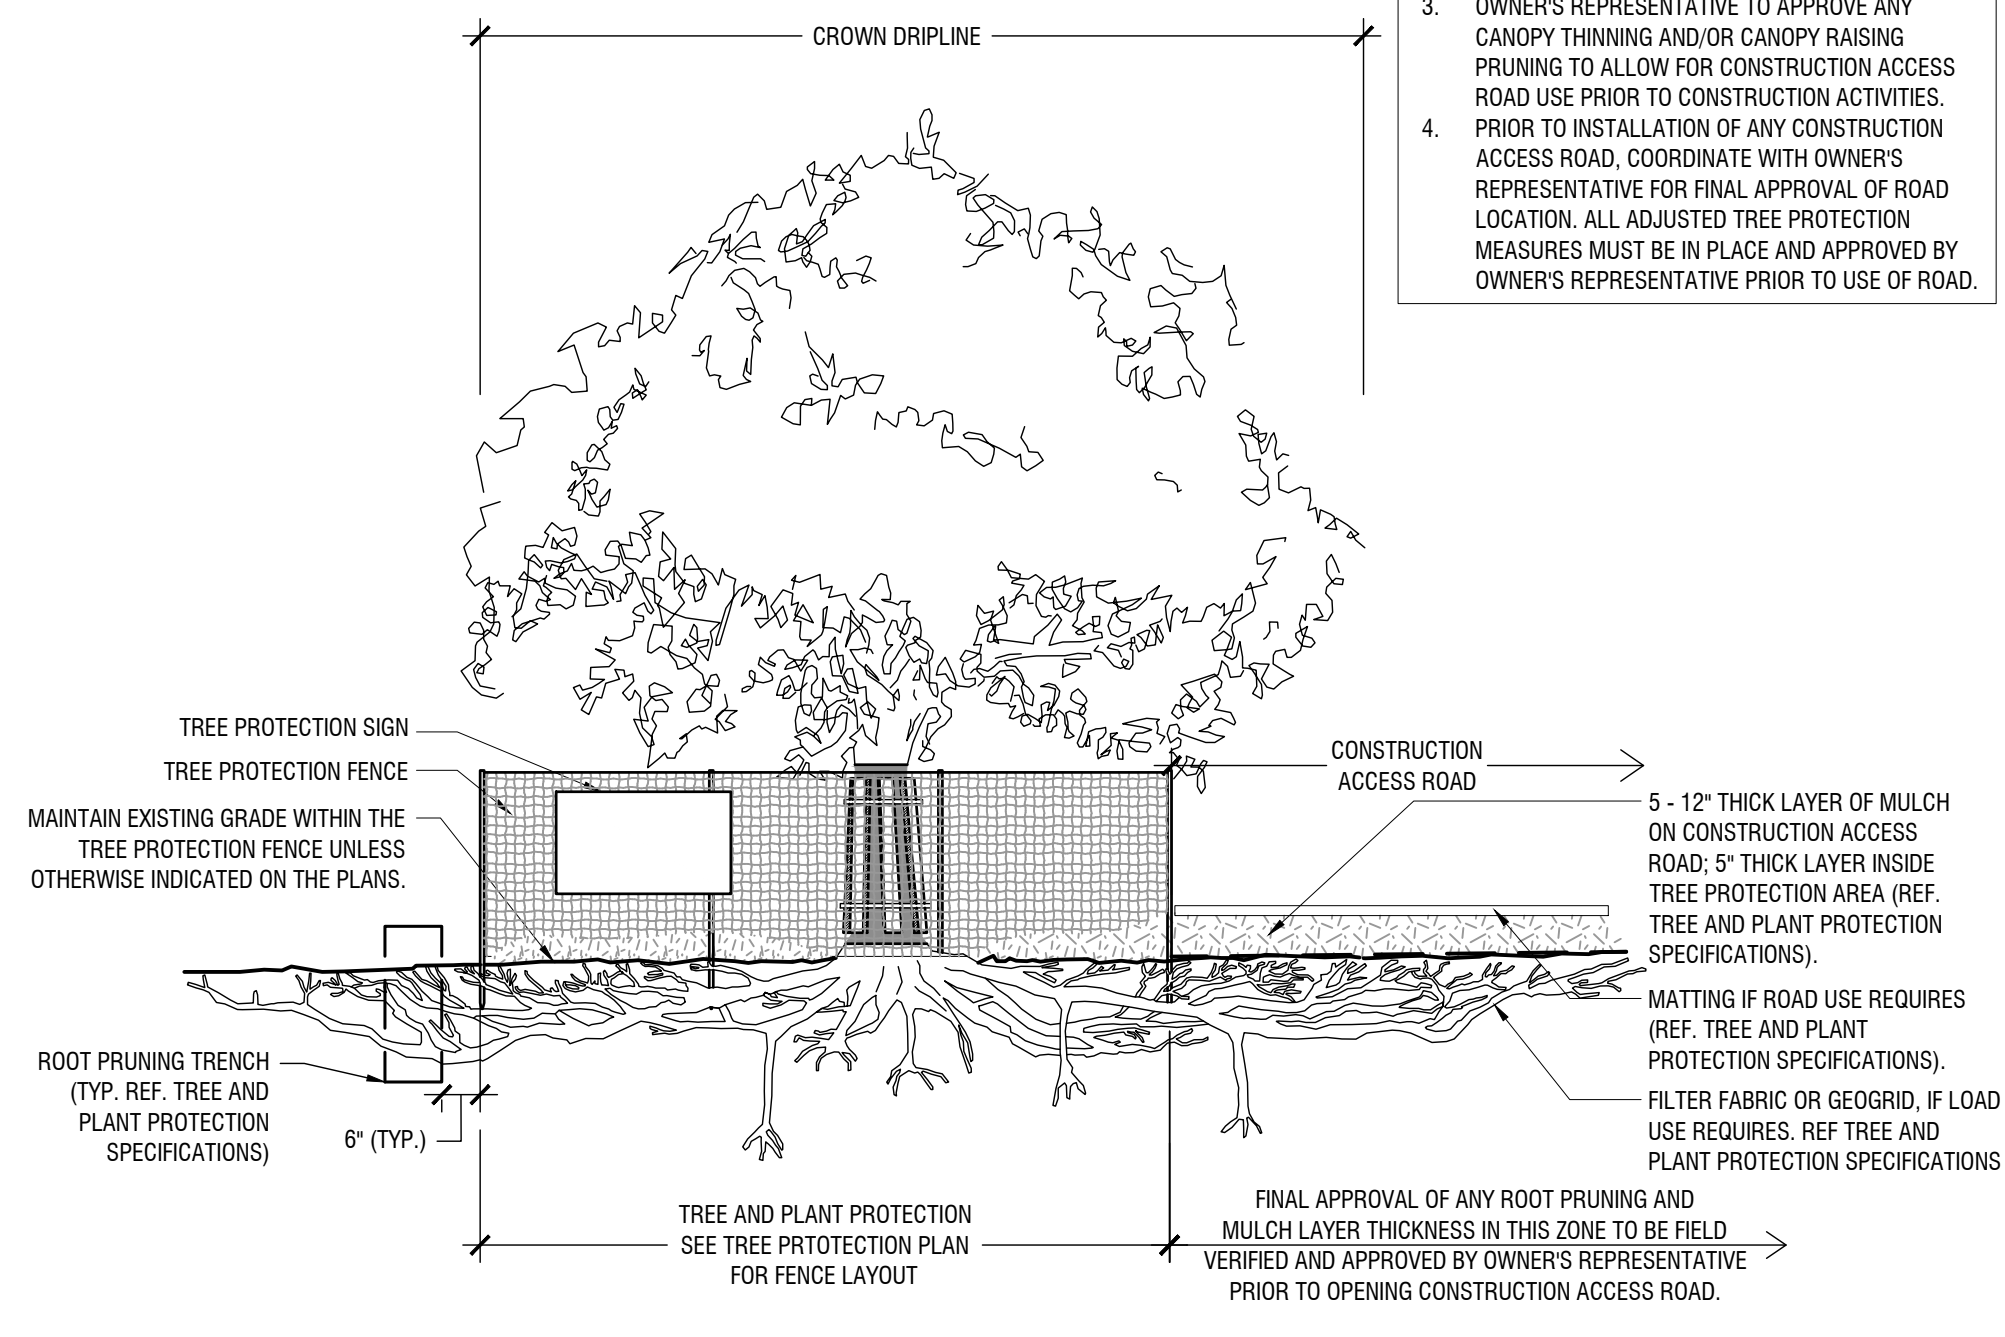 CROWN DRIPLINE
3. OWNER'S REPRESENTATIVE TO APPROVE ANY
CANOPY THINNING AND/OR CANOPY RAISING
PRUNING TO ALLOW FOR CONSTRUCTION ACCESS
ROAD USE PRIOR TO CONSTRUCTION ACTIVITIES.
4. PRIOR TO INSTALLATION OF ANY CONSTRUCTION
ACCESS ROAD, COORDINATE WITH OWNER'S
REPRESENTATIVE FOR FINAL APPROVAL OF ROAD
LOCATION. ALL ADJUSTED TREE PROTECTION
MEASURES MUST BE IN PLACE AND APPROVED BY
OWNER'S REPRESENTATIVE PRIOR TO USE OF ROAD.
TREE PROTECTION SIGN
TREE PROTECTION FENCE
MAINTAIN EXISTING GRADE WITHIN THE
TREE PROTECTION FENCE UNLESS
OTHERWISE INDICATED ON THE PLANS.
ROOT PRUNING TRENCH
(TYP. REF. TREE AND
PLANT PROTECTION
SPECIFICATIONS)
6" (TYP.)
CONSTRUCTION
ACCESS ROAD
5 - 12" THICK LAYER OF MULCH
ON CONSTRUCTION ACCESS
ROAD; 5" THICK LAYER INSIDE
TREE PROTECTION AREA (REF.
TREE AND PLANT PROTECTION
SPECIFICATIONS).
MATTING IF ROAD USE REQUIRES
(REF. TREE AND PLANT
PROTECTION SPECIFICATIONS).
FILTER FABRIC OR GEOGRID, IF LOAD
USE REQUIRES. REF TREE AND
PLANT PROTECTION SPECIFICATIONS
TREE AND PLANT PROTECTION
SEE TREE PRTOTECTION PLAN
FOR FENCE LAYOUT
FINAL APPROVAL OF ANY ROOT PRUNING AND
MULCH LAYER THICKNESS IN THIS ZONE TO BE FIELD
VERIFIED AND APPROVED BY OWNER'S REPRESENTATIVE
PRIOR TO OPENING CONSTRUCTION ACCESS ROAD.